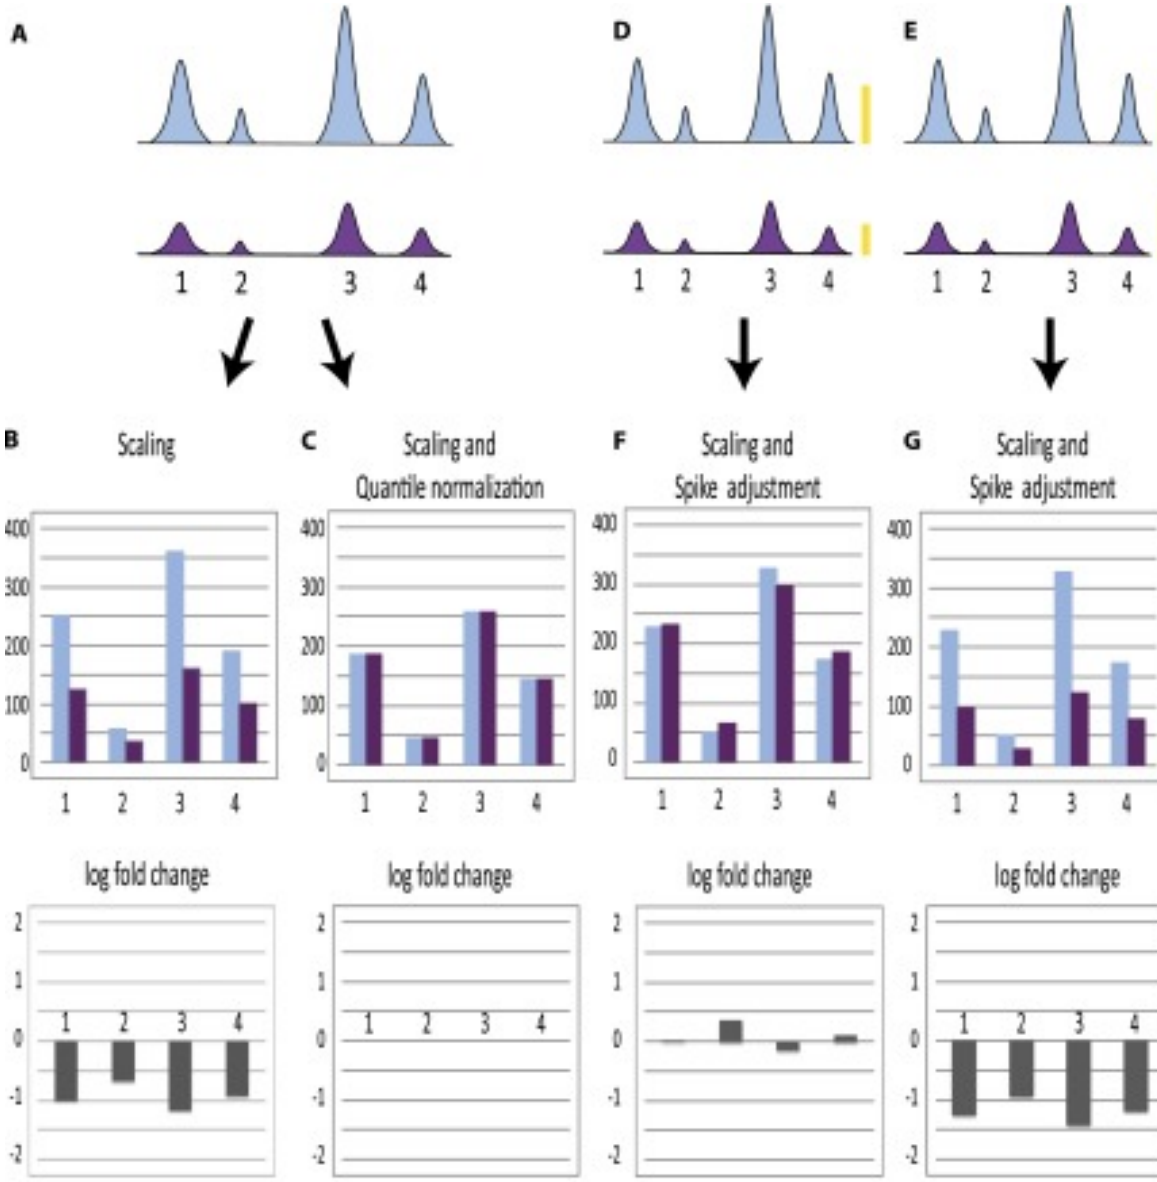 A D E
1 2 3 4 1 2 3 4 1 2 3 4
B Scaling C Scaling and F Scaling and G Scaling and
Quantile normalization Spike adjustment Spike adjustment
400 400 400 400
300 300 300 300
200 200 200 200
100 100 100 100
0 0 0 0
1 2 3 4 1 2 3 4 1 2 3 4 1 2 3 4
log fold change log fold change log fold change log fold change
2 2 2 2
1 1 1 1
1 2 3 4 1 2 3 4 1 2 3 4
0 0 0 0
-1 -1 -1 -1
-2 -2 -2 -2